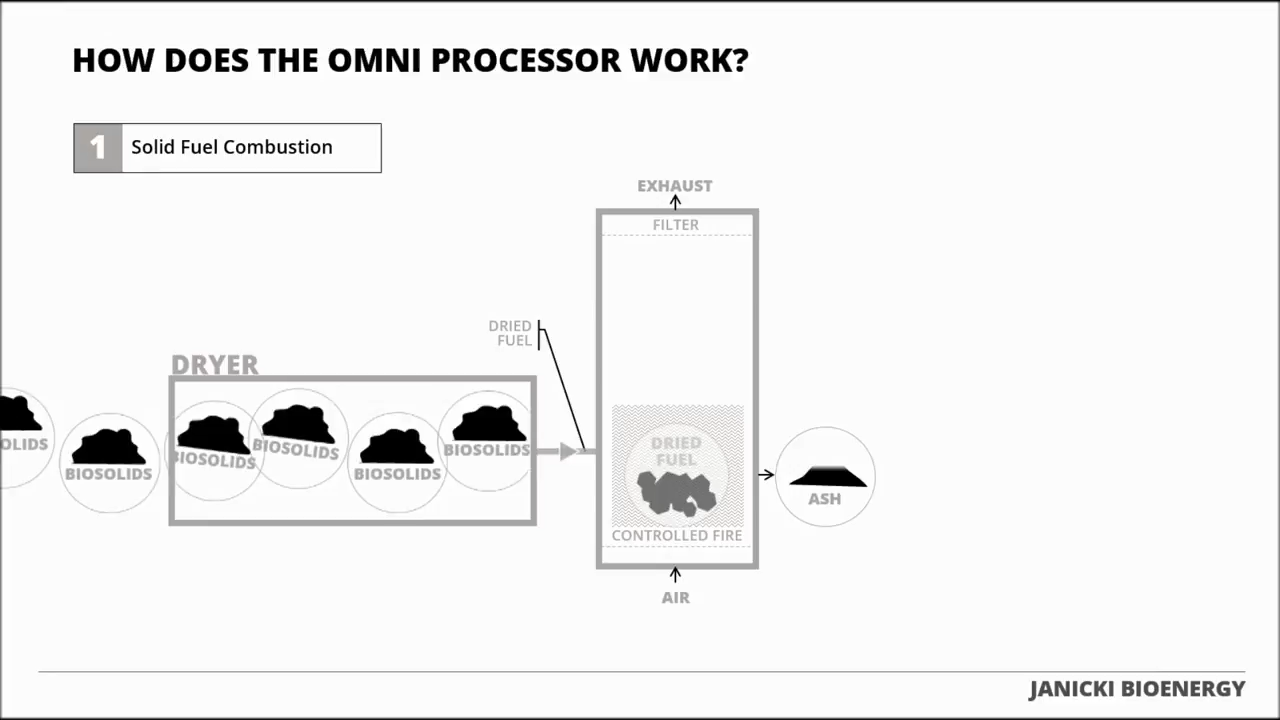 HOW DOES THE OMNI PROCESSOR WORK?
1 Solid Fuel Combustion
EXHAUST
FILTER
DRIED
FUEL
DRYER
OLIDS
BIOSOLIDS
BIOSOLIDS
BIOSOLIDS
BIOSOLIDS
BIOSOLIDS
DRIED
FUEL
CONTROLLED FIRE
ASH
AIR
JANICKI BIOENERGY